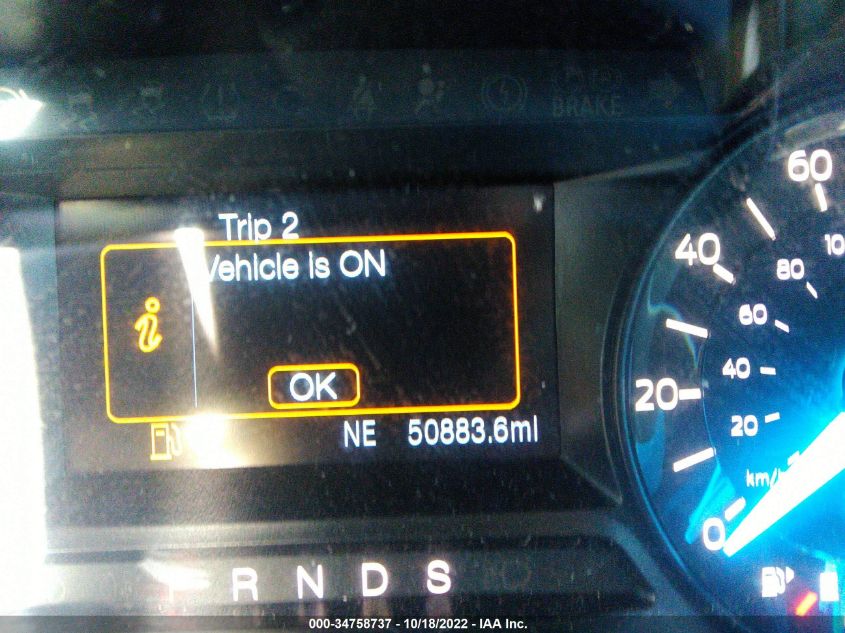 BRAKE
Trip 2
Vehicle is ON
OK
NE 50883.6mi
R N D S
60
40
20
0
10
80
60
40
20
km/
000-34758737 - 10/18/2022 - IAA Inc.